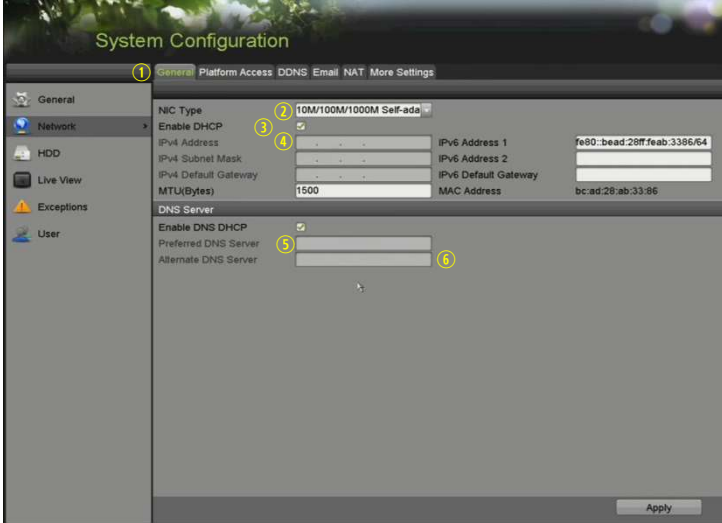 System Configuration
① General Platform Access DDNS Email NAT More Settings
General
Network
HDD
Live View
Exceptions
User
NIC Type ② 10M/100M/1000M Self-ada
Enable DHCP ③
IPv4 Address ④ IPv6 Address 1 fe80::bead:28ff:feab:3386/64
IPv4 Subnet Mask IPv6 Address 2
IPv4 Default Gateway IPv6 Default Gateway
MTU(Bytes) 1500 MAC Address bc:ad:28:ab:33:86
DNS Server
Enable DNS DHCP
Preferred DNS Server ⑤
Alternate DNS Server ⑥
Apply